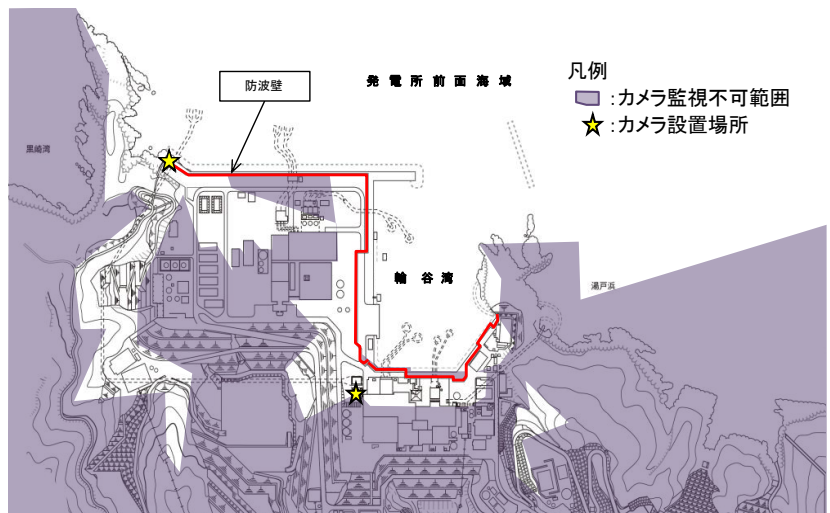 防波壁
発電所前面海域
凡例
:カメラ監視不可範囲
:カメラ設置場所
黒崎湾
輪谷湾
湯戸浜